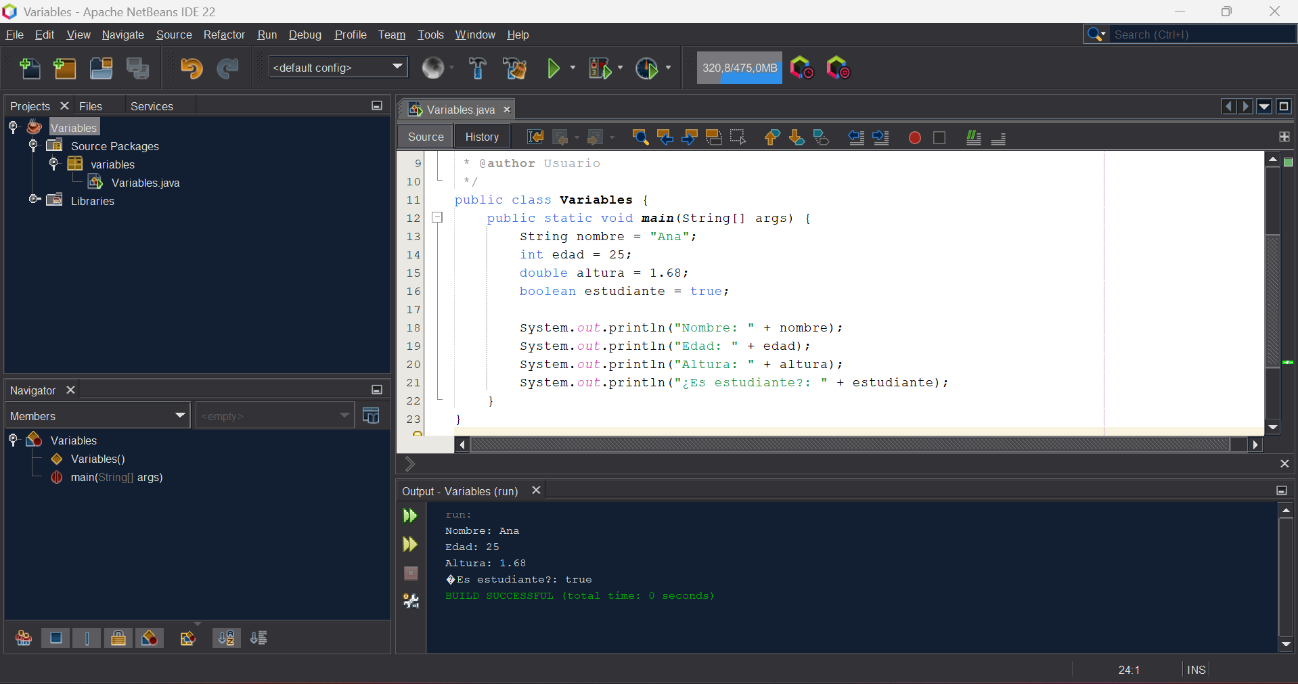 Variables - Apache NetBeans IDE 22
File Edit View Navigate Source Refactor Run Debug Profile Team Tools Window Help
Search (Ctrl+I)
<default config>
320,8/475,0MB
Projects Files Services
Variables
Source Packages
variables
Variables.java
Libraries
Navigator
Members
<empty>
Variables
Variables()
main(String[] args)
Variables.java
Source History
9 * @author Usuario
10 */
11 public class Variables {
12 public static void main(String[] args) {
13 String nombre = "Ana";
14 int edad = 25;
15 double altura = 1.68;
16 boolean estudiante = true;
17
18 System.out.println("Nombre: " + nombre);
19 System.out.println("Edad: " + edad);
20 System.out.println("Altura: " + altura);
21 System.out.println("¿Es estudiante?: " + estudiante);
22 }
23 }
Output - Variables (run)
run:
Nombre: Ana
Edad: 25
Altura: 1.68
�Es estudiante?: true
BUILD SUCCESSFUL (total time: 0 seconds)
24:1 INS